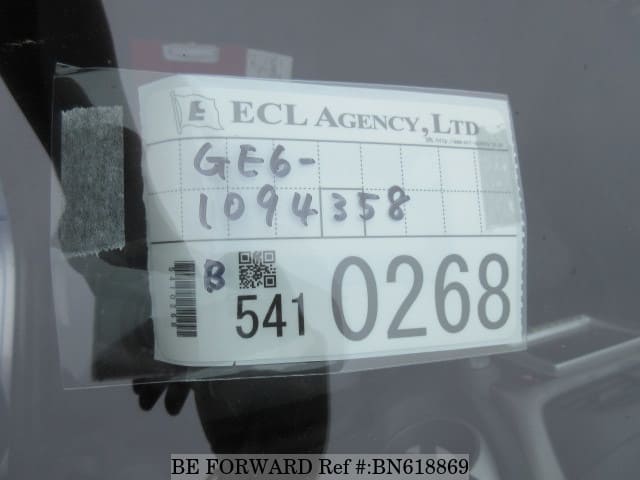 E ECL AGENCY, LTD
GE6-
1094358
B
541 0268
BE FORWARD Ref #:BN618869